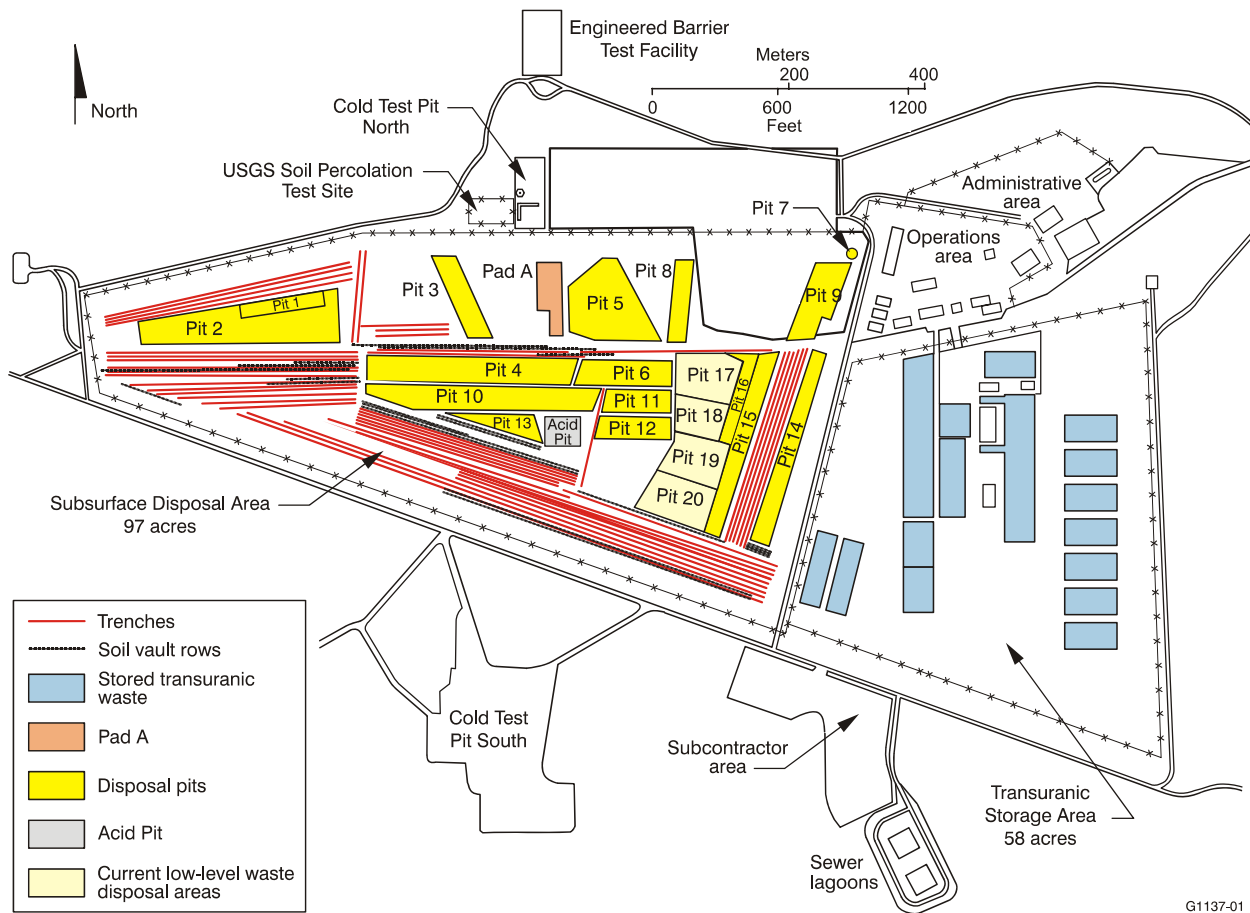 Engineered Barrier
Test Facility
Meters
200
400
0
600
1200
Feet
North
Cold Test Pit
North
USGS Soil Percolation
Test Site
Administrative
area
Pit 7
Operations
area
Pad A
Pit 8
Pit 3
Pit 5
Pit 9
Pit 1
Pit 2
Pit 4
Pit 6
Pit 17
Pit 16
Pit 10
Pit 11
Pit 18
Pit 13
Acid
Pit
Pit 12
Pit 15
Pit 14
Pit 19
Pit 20
Subsurface Disposal Area
97 acres
Trenches
Soil vault rows
Stored transuranic
waste
Pad A
Disposal pits
Acid Pit
Current low-level waste
disposal areas
Cold Test
Pit South
Subcontractor
area
Transuranic
Storage Area
58 acres
Sewer
lagoons
G1137-01